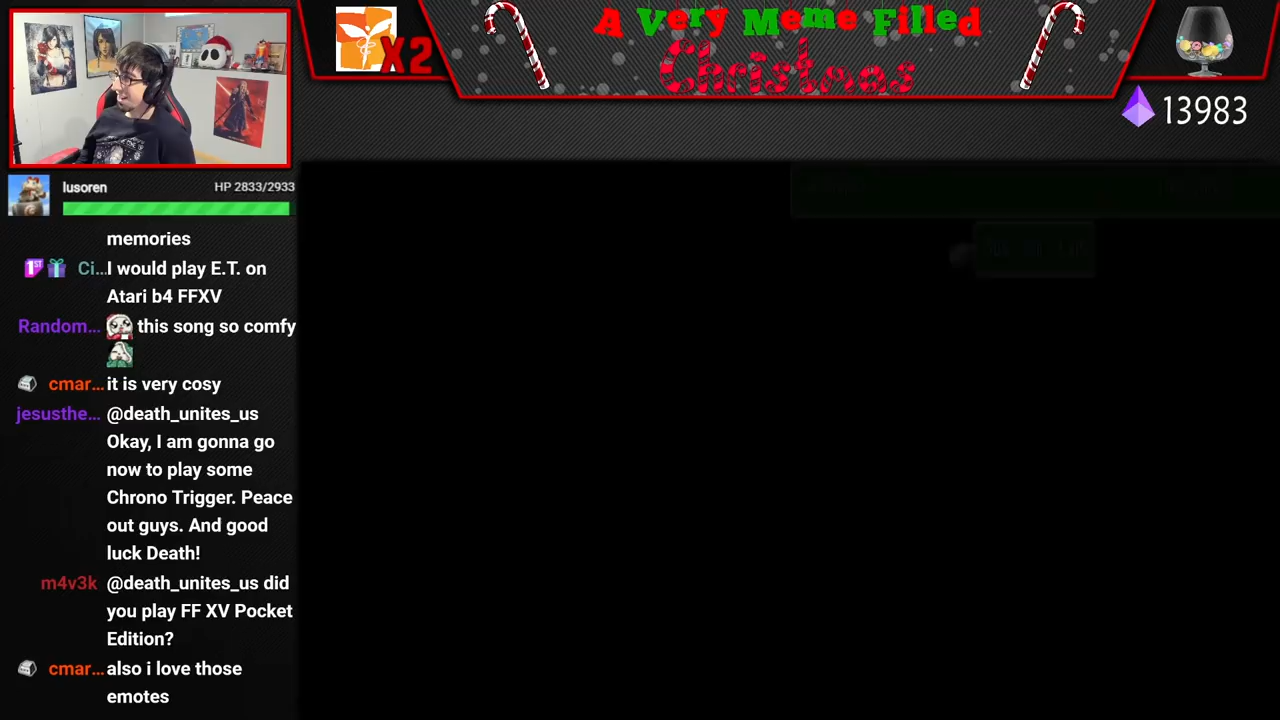 X2
A Very Meme Filled
Christmas
13983
lusoren
HP 2833/2933
memories
Ci... I would play E.T. on
Atari b4 FFXV
Random... this song so comfy
cmar... it is very cosy
jesusthe... @death_unites_us
Okay, I am gonna go
now to play some
Chrono Trigger. Peace
out guys. And good
luck Death!
m4v3k @death_unites_us did
you play FF XV Pocket
Edition?
cmar... also i love those
emotes